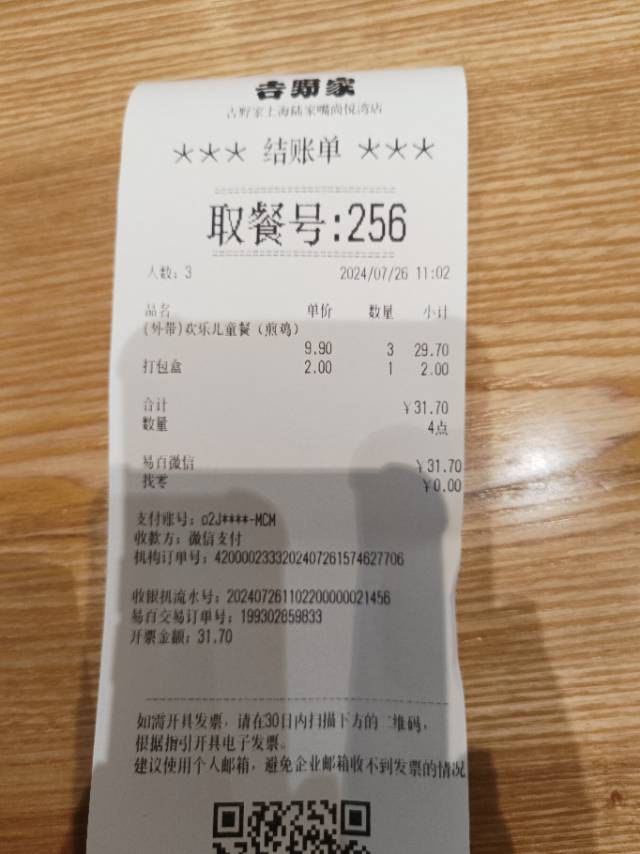 吉野家
吉野家上海陆家嘴尚悦湾店
*** 结账单 ***
取餐号:256
人数: 3 2024/07/26 11:02
品名 单价 数量 小计
(外带)欢乐儿童餐(煎鸡)
9.90 3 29.70
打包盒 2.00 1 2.00
合计 ¥31.70
数量 4点
易百微信 ¥31.70
找零 ¥0.00
支付账号: o2J****-MCM
收款方: 微信支付
机构订单号: 4200002333202407261574627706
收银机流水号: 2024072611022000000021456
易百交易订单号: 199302859833
开票金额: 31.70
如需开具发票, 请在30日内扫描下方的二维码,
根据指引开具电子发票。
建议使用个人邮箱, 避免企业邮箱收不到发票的情况